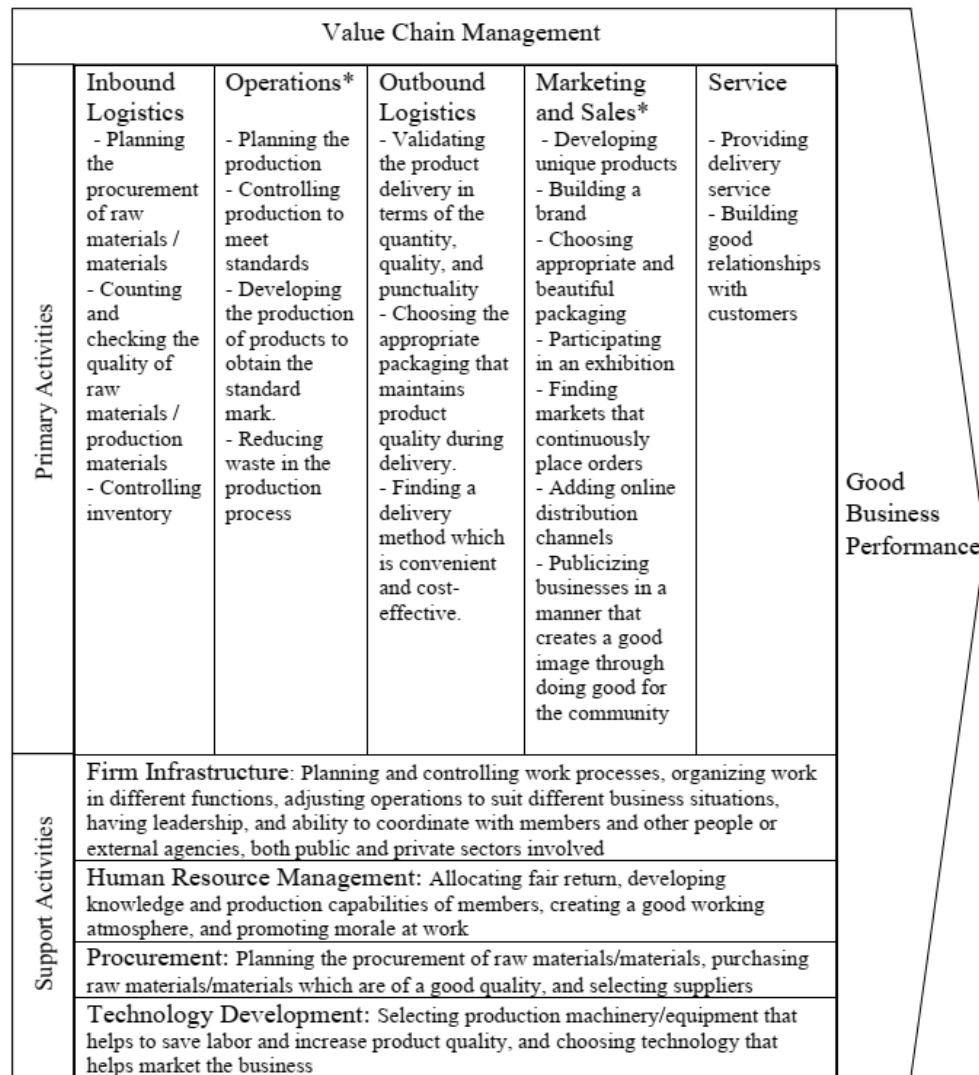 Value Chain Management
Primary Activities
Inbound
Logistics
- Planning
the
procurement
of raw
materials /
materials
- Counting
and
checking the
quality of
raw
materials /
production
materials
- Controlling
inventory
Operations*
- Planning the
production
- Controlling
production to
meet
standards
- Developing
the production
of products to
obtain the
standard
mark.
- Reducing
waste in the
production
process
Outbound
Logistics
- Validating
the product
delivery in
terms of the
quantity,
quality, and
punctuality
- Choosing the
appropriate
packaging that
maintains
product
quality during
delivery.
- Finding a
delivery
method which
is convenient
and cost-
effective.
Marketing
and Sales*
- Developing
unique products
- Building a
brand
- Choosing
appropriate and
beautiful
packaging
- Participating
in an exhibition
- Finding
markets that
continuously
place orders
- Adding online
distribution
channels
- Publicizing
businesses in a
manner that
creates a good
image through
doing good for
the community
Service
- Providing
delivery
service
- Building
good
relationships
with
customers
Support Activities
Firm Infrastructure: Planning and controlling work processes, organizing work
in different functions, adjusting operations to suit different business situations,
having leadership, and ability to coordinate with members and other people or
external agencies, both public and private sectors involved
Human Resource Management: Allocating fair return, developing
knowledge and production capabilities of members, creating a good working
atmosphere, and promoting morale at work
Procurement: Planning the procurement of raw materials/materials, purchasing
raw materials/materials which are of a good quality, and selecting suppliers
Technology Development: Selecting production machinery/equipment that
helps to save labor and increase product quality, and choosing technology that
helps market the business
Good
Business
Performance